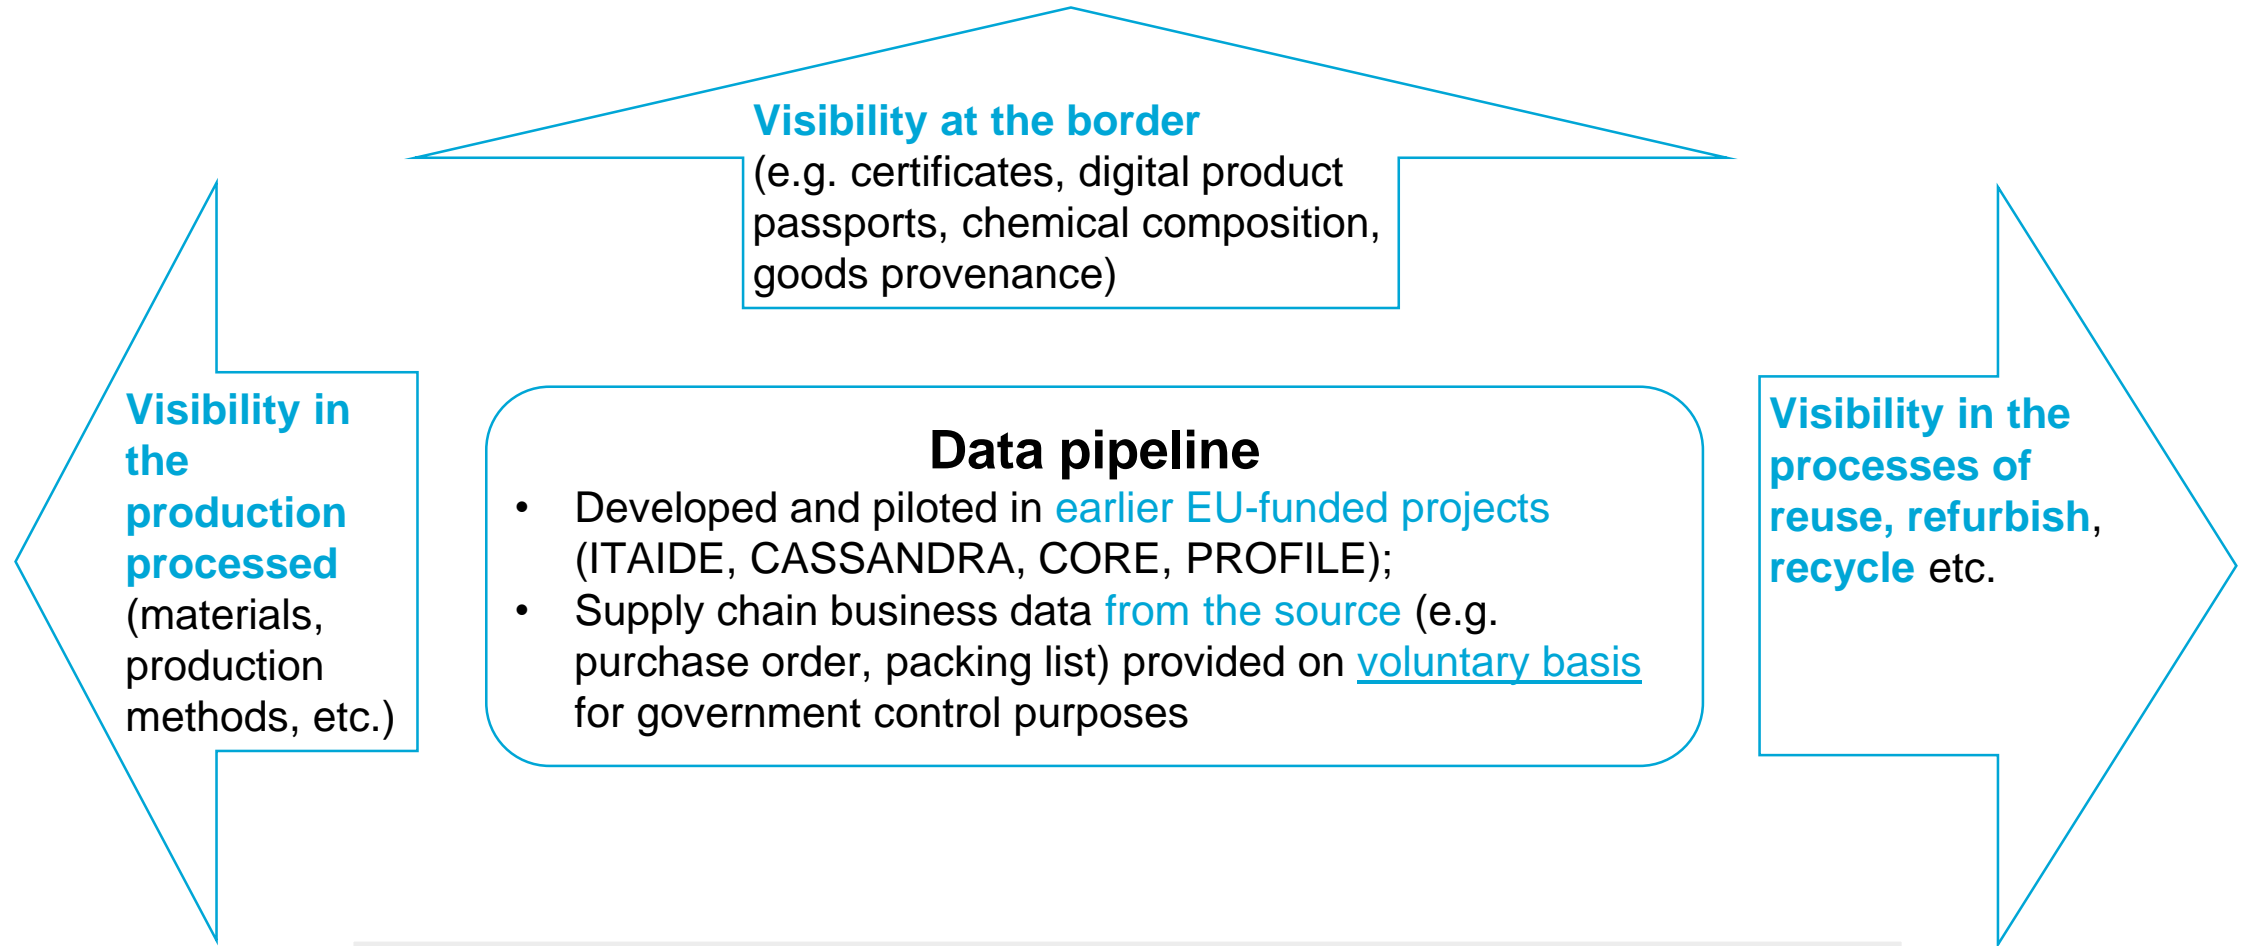 Visibility at the border
(e.g. certificates, digital product
passports, chemical composition,
goods provenance)
Visibility in
the
production
processed
(materials,
production
methods, etc.)
Data pipeline
• Developed and piloted in earlier EU-funded projects
(ITAIDE, CASSANDRA, CORE, PROFILE);
• Supply chain business data from the source (e.g.
purchase order, packing list) provided on voluntary basis
for government control purposes
Visibility in the
processes of
reuse, refurbish,
recycle etc.